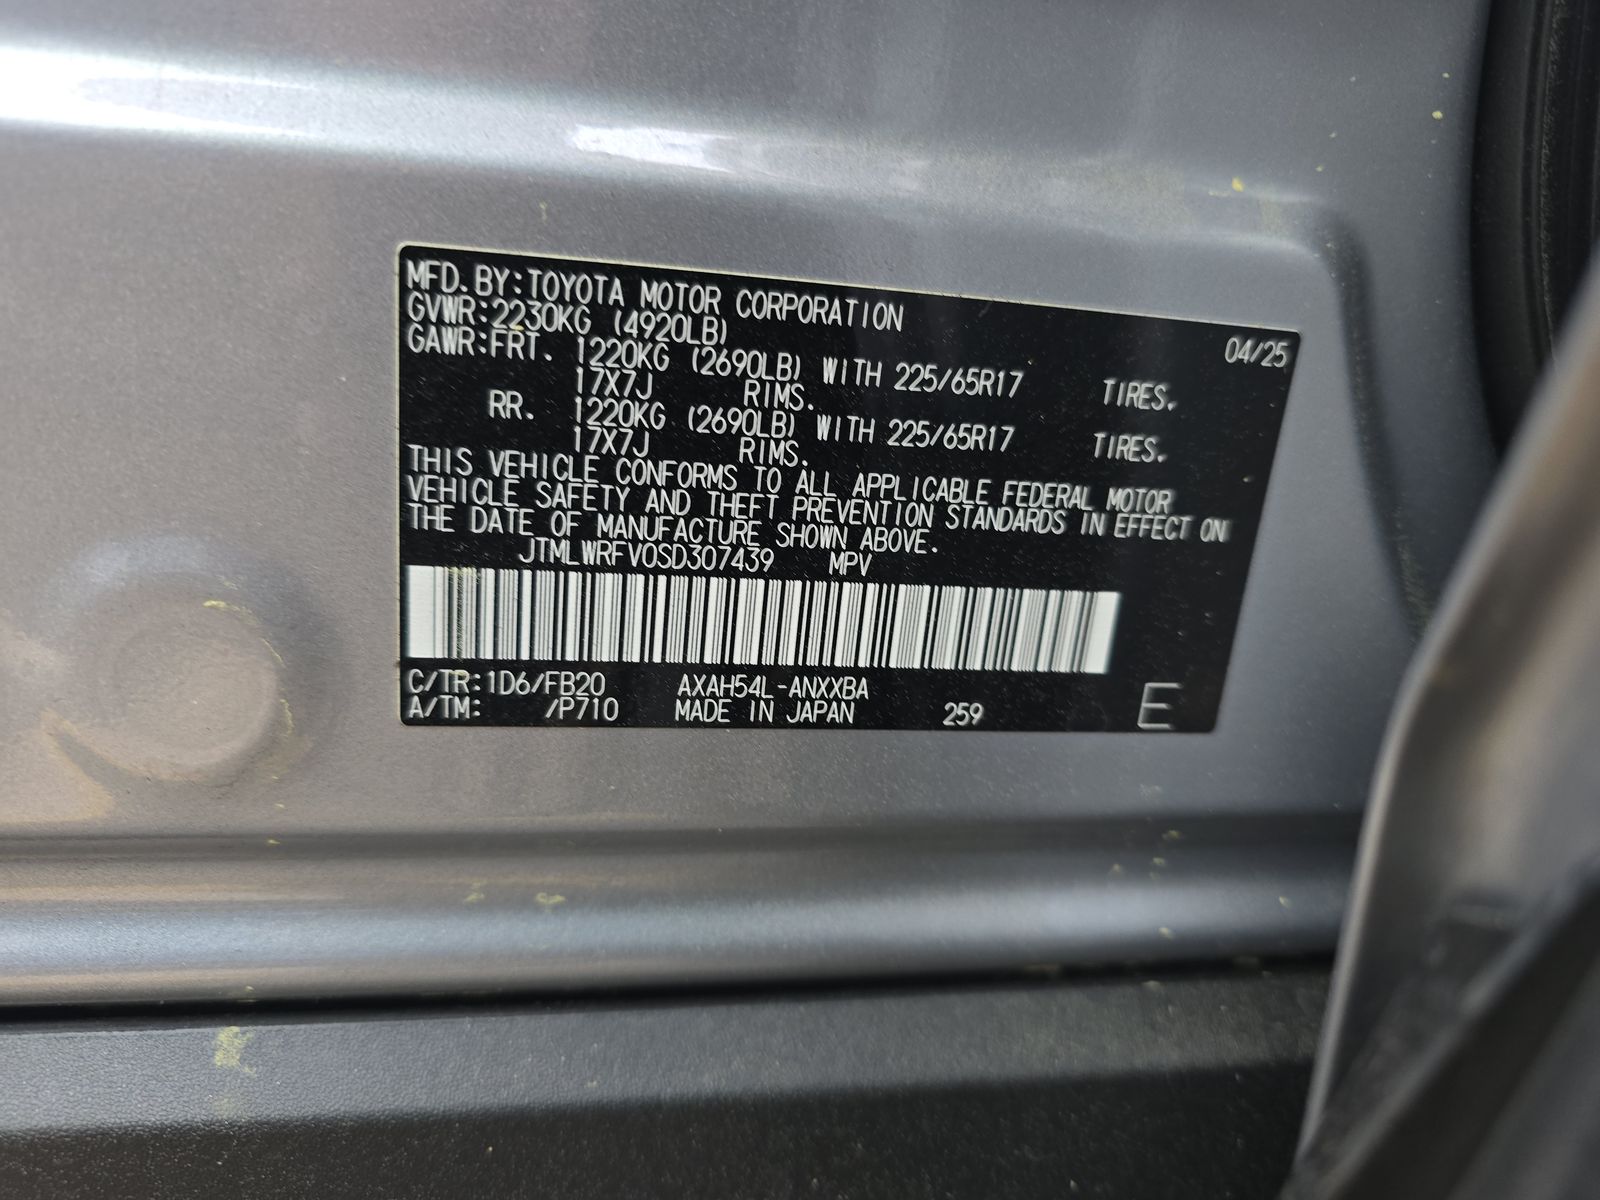 MFD. BY:TOYOTA MOTOR CORPORATION 04/25
GVWR:2230KG (4920LB)
GAWR:FRT. 1220KG (2690LB) WITH 225/65R17 TIRES.
17X7J RIMS.
RR. 1220KG (2690LB) WITH 225/65R17 TIRES.
17X7J RIMS.
THIS VEHICLE CONFORMS TO ALL APPLICABLE FEDERAL MOTOR
VEHICLE SAFETY AND THEFT PREVENTION STANDARDS IN EFFECT ON
THE DATE OF MANUFACTURE SHOWN ABOVE.
JTMLWRFV0SD307439 MPV
C/TR:1D6/FB20 AXAH54L-ANXXBA
A/TM: /P710 MADE IN JAPAN 259 E